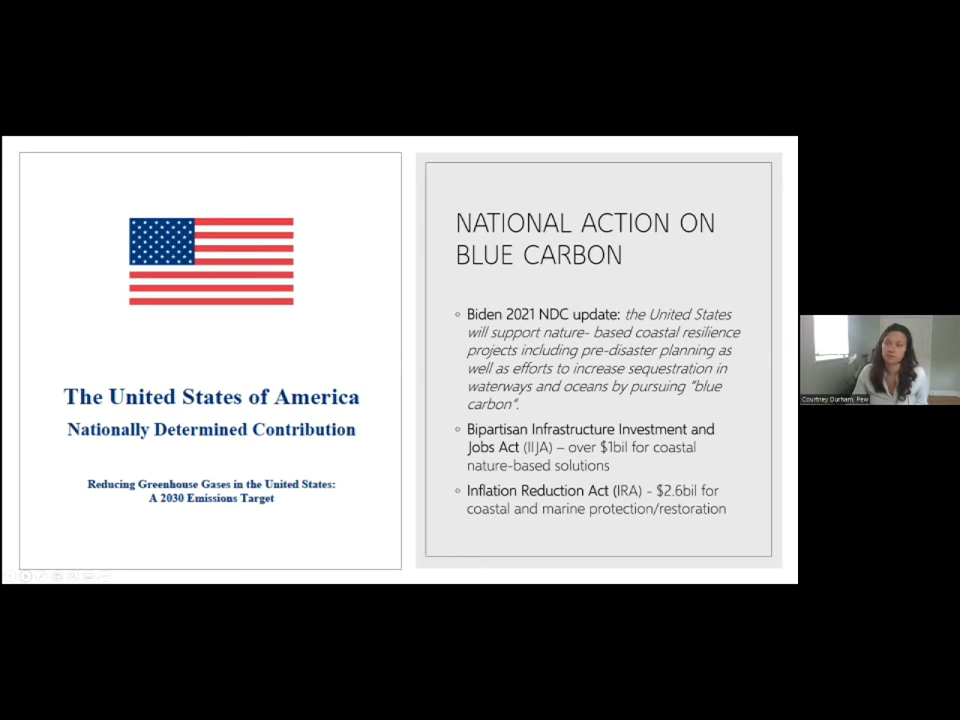 The United States of America
Nationally Determined Contribution
Reducing Greenhouse Gases in the United States:
A 2030 Emissions Target
NATIONAL ACTION ON
BLUE CARBON
◦ Biden 2021 NDC update: the United States
will support nature- based coastal resilience
projects including pre-disaster planning as
well as efforts to increase sequestration in
waterways and oceans by pursuing "blue
carbon".
◦ Bipartisan Infrastructure Investment and
Jobs Act (IIJA) – over $1bil for coastal
nature-based solutions
◦ Inflation Reduction Act (IRA) - $2.6bil for
coastal and marine protection/restoration
Courtney Durham, Pew